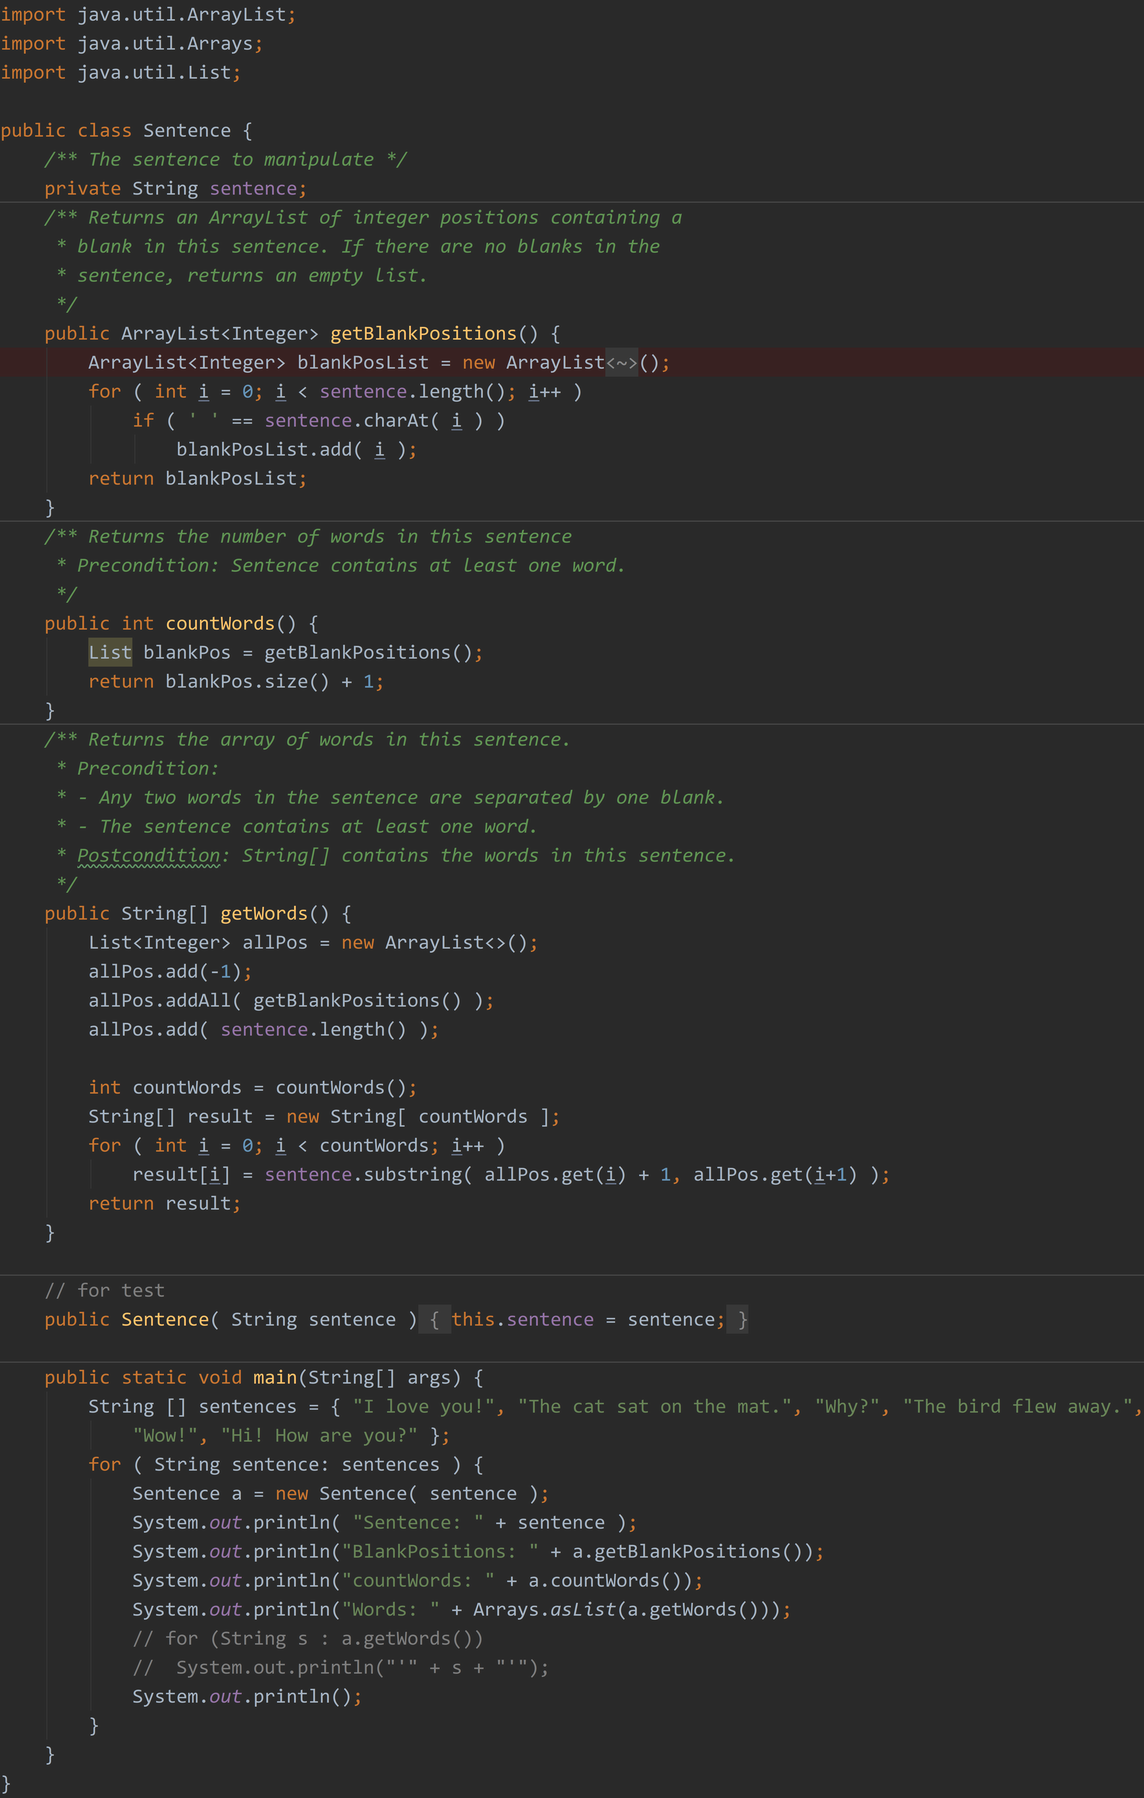 import java.util.ArrayList;
import java.util.Arrays;
import java.util.List;

public class Sentence {
    /** The sentence to manipulate */
    private String sentence;
    /** Returns an ArrayList of integer positions containing a
     * blank in this sentence. If there are no blanks in the
     * sentence, returns an empty list.
     */
    public ArrayList<Integer> getBlankPositions() {
        ArrayList<Integer> blankPosList = new ArrayList<~>();
        for ( int i = 0; i < sentence.length(); i++ )
            if ( ' ' == sentence.charAt( i ) )
                blankPosList.add( i );
        return blankPosList;
    }
    /** Returns the number of words in this sentence
     * Precondition: Sentence contains at least one word.
     */
    public int countWords() {
        List blankPos = getBlankPositions();
        return blankPos.size() + 1;
    }
    /** Returns the array of words in this sentence.
     * Precondition:
     * - Any two words in the sentence are separated by one blank.
     * - The sentence contains at least one word.
     * Postcondition: String[] contains the words in this sentence.
     */
    public String[] getWords() {
        List<Integer> allPos = new ArrayList<>();
        allPos.add(-1);
        allPos.addAll( getBlankPositions() );
        allPos.add( sentence.length() );

        int countWords = countWords();
        String[] result = new String[ countWords ];
        for ( int i = 0; i < countWords; i++ )
            result[i] = sentence.substring( allPos.get(i) + 1, allPos.get(i+1) );
        return result;
    }

    // for test
    public Sentence( String sentence ) { this.sentence = sentence; }

    public static void main(String[] args) {
        String [] sentences = { "I love you!", "The cat sat on the mat.", "Why?", "The bird flew away.",
            "Wow!", "Hi! How are you?" };
        for ( String sentence: sentences ) {
            Sentence a = new Sentence( sentence );
            System.out.println( "Sentence: " + sentence );
            System.out.println("BlankPositions: " + a.getBlankPositions());
            System.out.println("countWords: " + a.countWords());
            System.out.println("Words: " + Arrays.asList(a.getWords()));
            // for (String s : a.getWords())
            //  System.out.println("'" + s + "'");
            System.out.println();
        }
    }
}